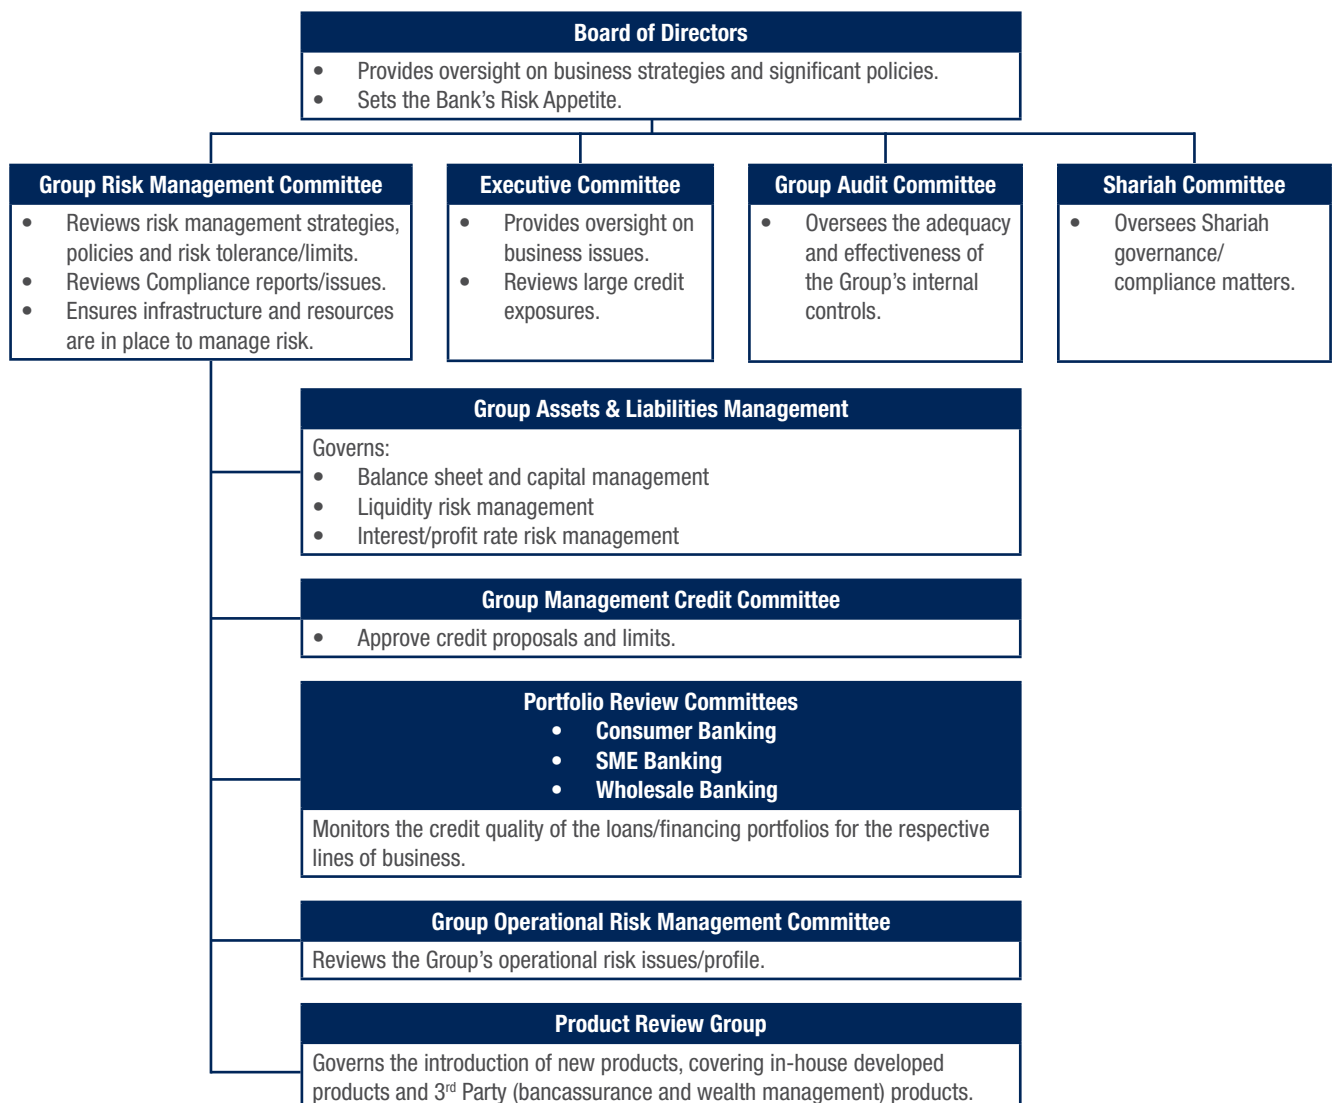 Board of Directors
• Provides oversight on business strategies and significant policies.
• Sets the Bank’s Risk Appetite.
Group Risk Management Committee
• Reviews risk management strategies,
policies and risk tolerance/limits.
• Reviews Compliance reports/issues.
• Ensures infrastructure and resources
are in place to manage risk.
Executive Committee
• Provides oversight on
business issues.
• Reviews large credit
exposures.
Group Audit Committee
• Oversees the adequacy
and effectiveness of
the Group’s internal
controls.
Shariah Committee
• Oversees Shariah
governance/
compliance matters.
Group Assets & Liabilities Management
Governs:
• Balance sheet and capital management
• Liquidity risk management
• Interest/profit rate risk management
Group Management Credit Committee
• Approve credit proposals and limits.
Portfolio Review Committees
• Consumer Banking
• SME Banking
• Wholesale Banking
Monitors the credit quality of the loans/financing portfolios for the respective
lines of business.
Group Operational Risk Management Committee
Reviews the Group’s operational risk issues/profile.
Product Review Group
Governs the introduction of new products, covering in-house developed
products and 3rd Party (bancassurance and wealth management) products.